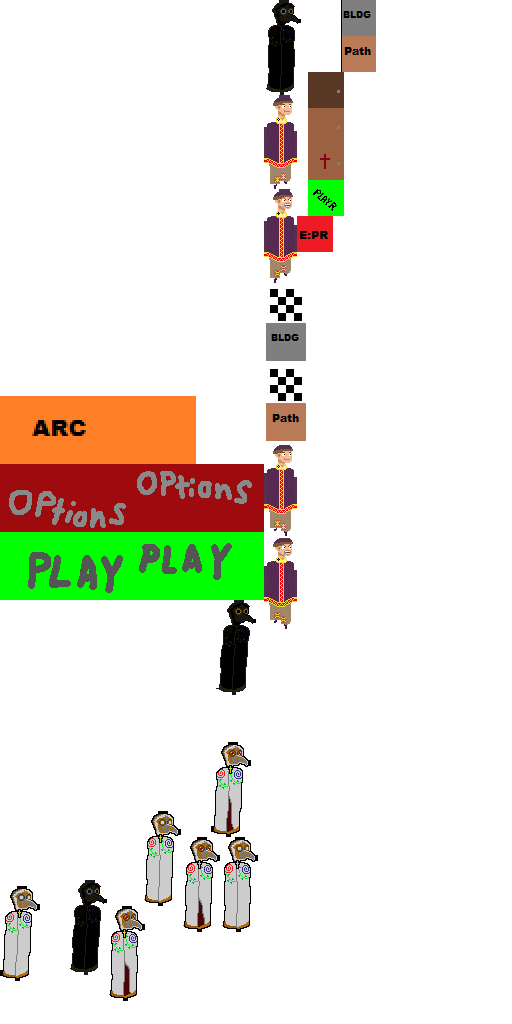 BLDG
Path
PLAYR
E:PR
BLDG
Path
ARC
OPtionS OPtionS
PLAY PLAY